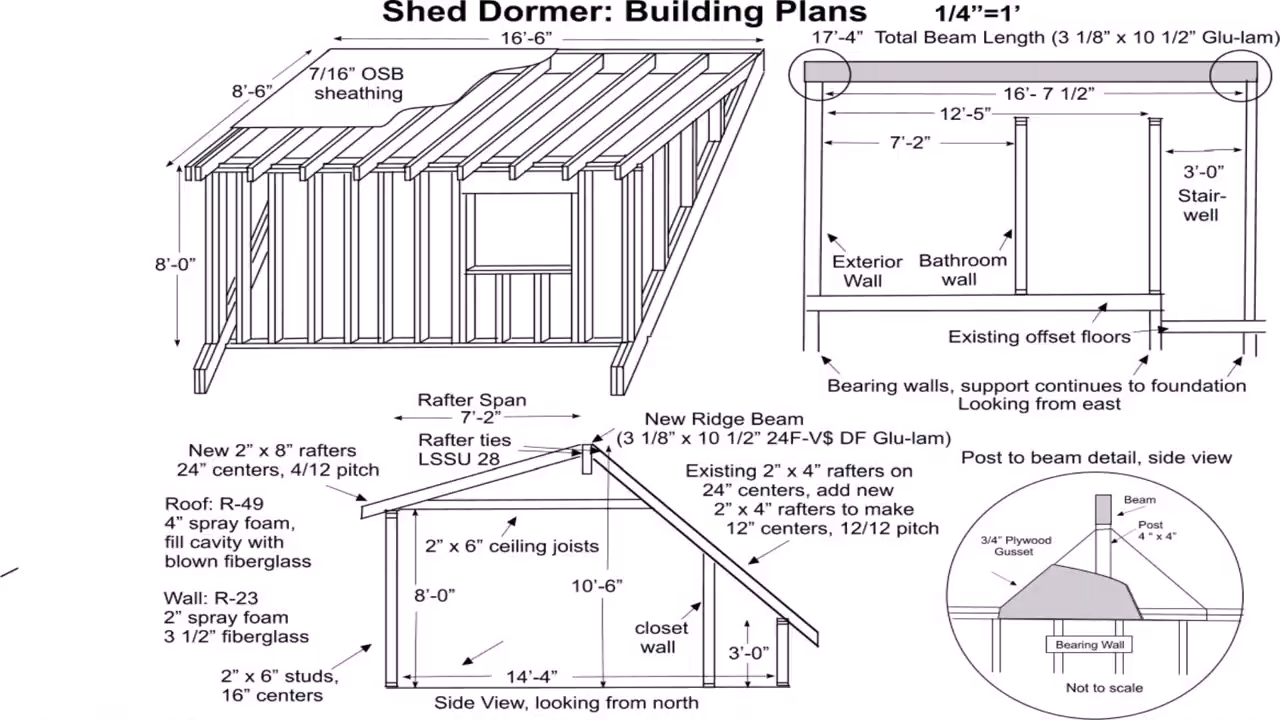 Shed Dormer: Building Plans
1/4”=1’
16’-6”
7/16” OSB
sheathing
8’-6”
8’-0”
17’-4” Total Beam Length (3 1/8” x 10 1/2” Glu-lam)
16’- 7 1/2”
12’-5”
7’-2”
3’-0”
Stair-
well
Exterior
Wall
Bathroom
wall
Existing offset floors
Bearing walls, support continues to foundation
Looking from east
Rafter Span
7’-2”
Rafter ties
LSSU 28
New Ridge Beam
(3 1/8” x 10 1/2” 24F-V$ DF Glu-lam)
New 2” x 8” rafters
24” centers, 4/12 pitch
Roof: R-49
4” spray foam,
fill cavity with
blown fiberglass
Wall: R-23
2” spray foam
3 1/2” fiberglass
2” x 6” studs,
16” centers
Existing 2” x 4” rafters on
24” centers, add new
2” x 4” rafters to make
12” centers, 12/12 pitch
2” x 6” ceiling joists
8’-0”
10’-6”
closet
wall
3’-0”
14’-4”
Side View, looking from north
Post to beam detail, side view
Beam
Post
4 “ x 4”
3/4” Plywood
Gusset
Bearing Wall
Not to scale